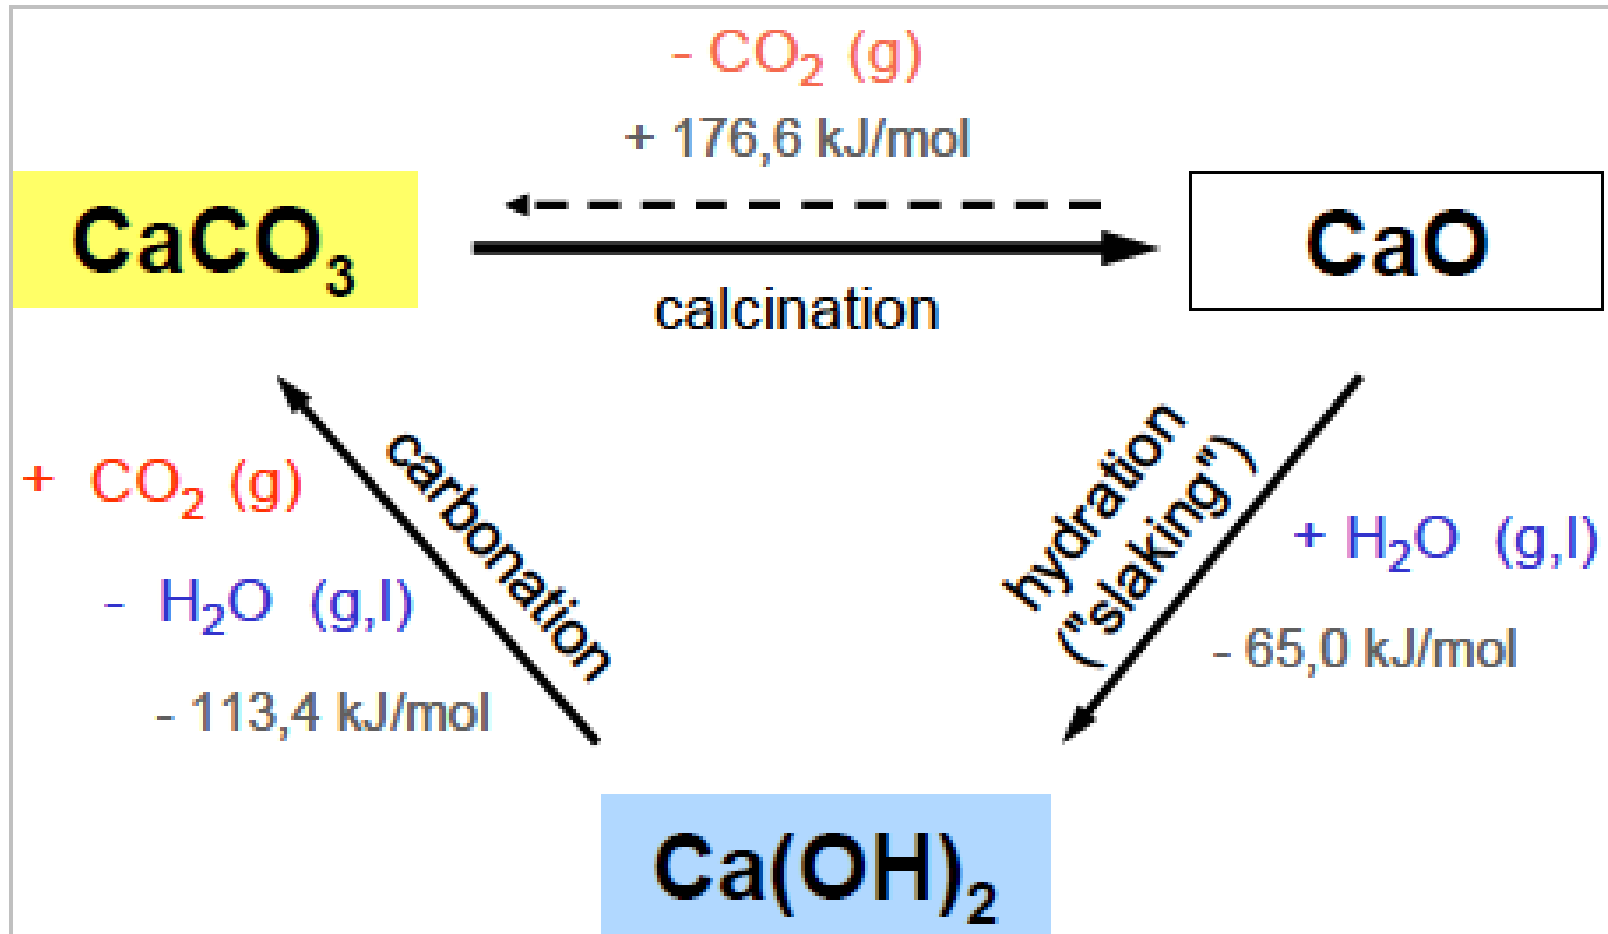 - CO₂ (g)
+ 176,6 kJ/mol
CaCO₃
CaO
calcination
carbonation
+ CO₂ (g)
- H₂O (g,l)
- 113,4 kJ/mol
hydration
("slaking")
+ H₂O (g,l)
- 65,0 kJ/mol
Ca(OH)₂